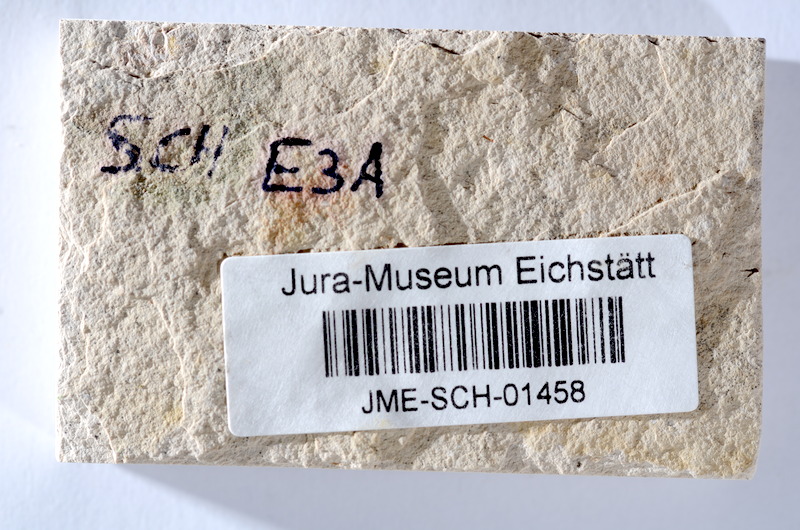 SCH E3A
Jura-Museum Eichstätt
JME-SCH-01458